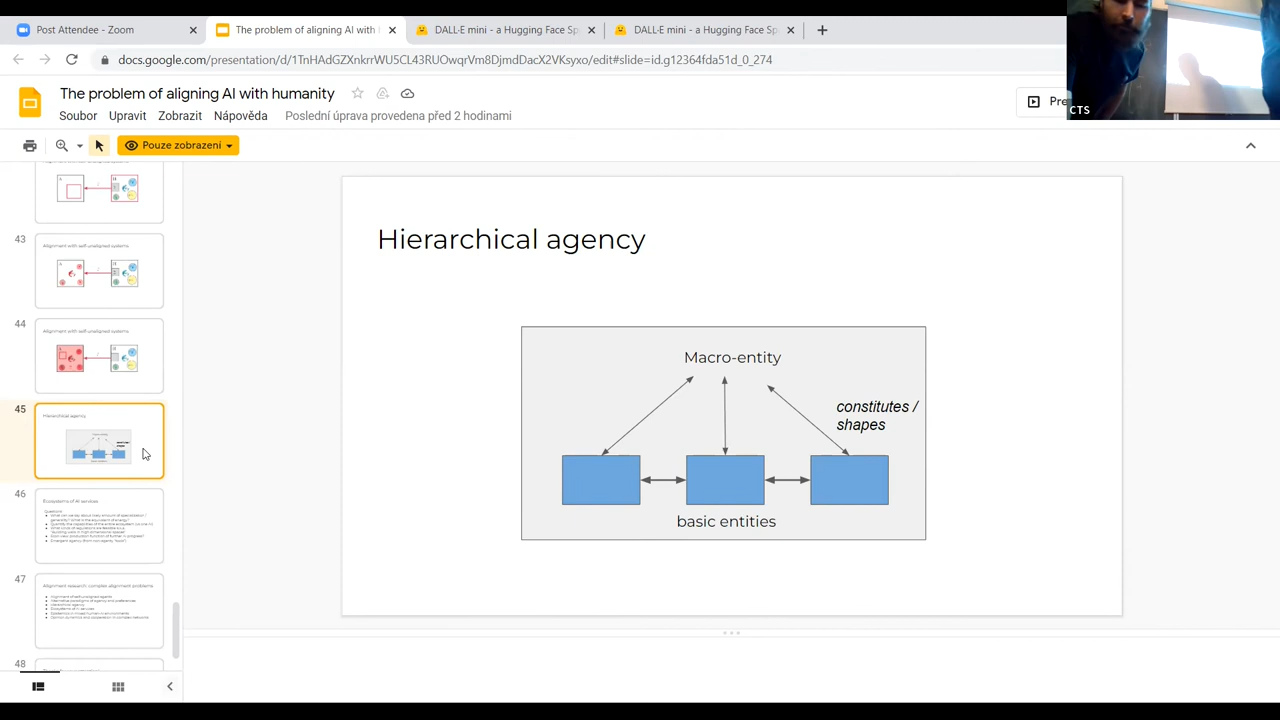 Post Attendee - Zoom
The problem of aligning AI with
DALL·E mini - a Hugging Face Sp
DALL·E mini - a Hugging Face Sp
docs.google.com/presentation/d/1TnHAdGZXnkrrWU5CL43RUOwqrVm8DjmdDacX2VKsyxo/edit#slide=id.g12364fda51d_0_274
The problem of aligning AI with humanity
Soubor Upravit Zobrazit Nápověda Poslední úprava provedena před 2 hodinami
Pre
CTS
Pouze zobrazení
43
Alignment with self-unaligned systems
44
Alignment with self-unaligned systems
45
Hierarchical agency
46
Ecosystems of AI services
Questions:
47
Alignment research: complex alignment problems
48
Hierarchical agency
Macro-entity
constitutes /
shapes
basic entities